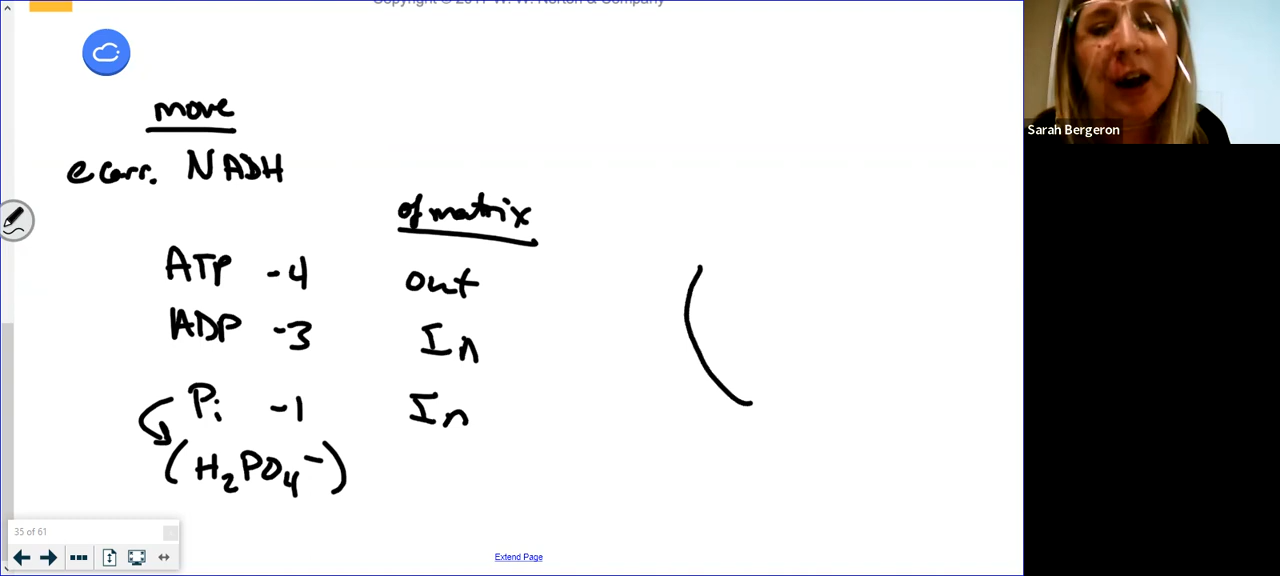 Copyright © 2017 W. W. Norton & Company
Sarah Bergeron
move
e carr. NADH
of matrix
ATP -4 out
ADP -3 In
Pi -1 In
(H₂PO₄⁻)
35 of 61
Extend Page